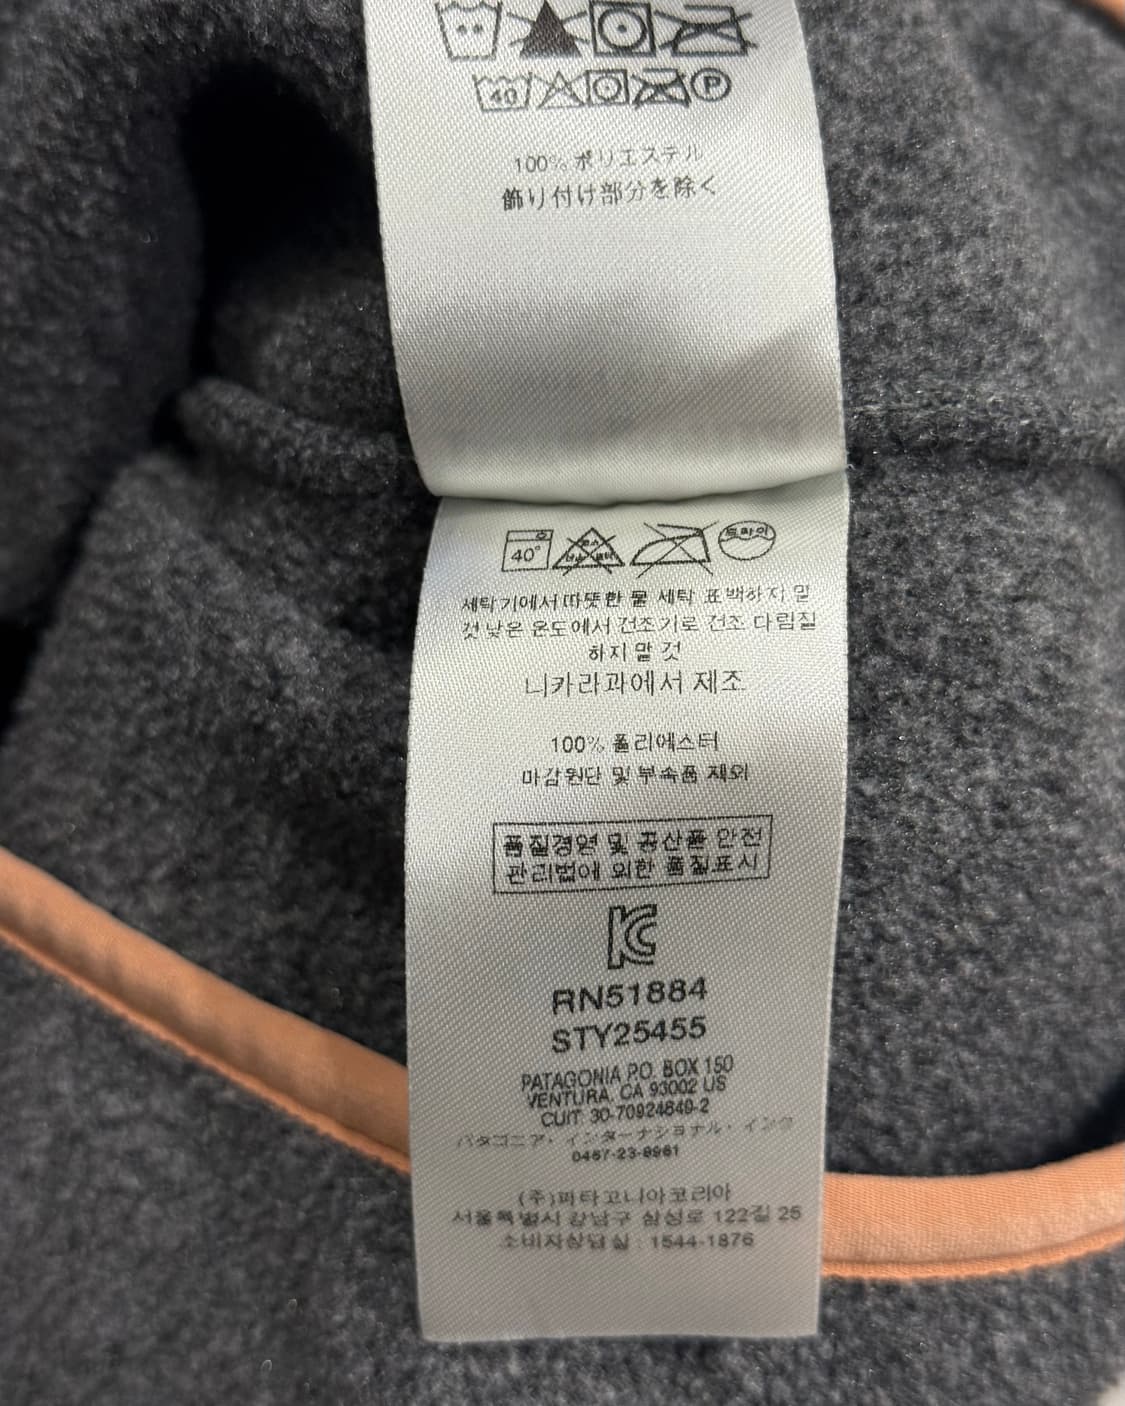 40
P
100% ポリエステル
飾り付け部分を除く
40°
드라이
세탁기에서 따뜻한 물 세탁 표백하지 말
것 낮은 온도에서 건조기로 건조 다림질
하지 말 것
니카라과에서 제조
100% 폴리에스터
마감원단 및 부속품 제외
품질경영 및 공산품 안전
관리법에 의한 품질표시
RN51884
STY25455
PATAGONIA P.O. BOX 150
VENTURA, CA 93002 US
CUIT: 30-70924649-2
パタゴニア・インターナショナル・インク
0467-23-8961
(주)파타고니아코리아
서울특별시 강남구 삼성로 122길 25
소비자상담실 : 1544-1876